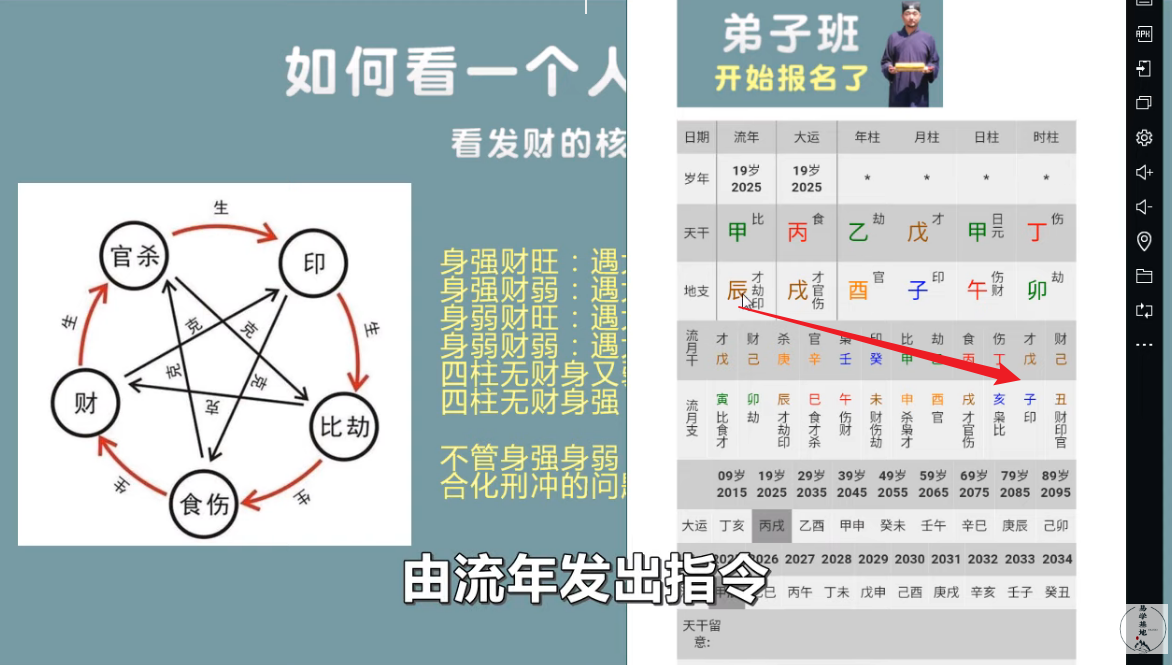 如何看一个人
看发财的核
生
官杀
印
生
克
克
生
克
克
克
财
比劫
生
食伤
生
身强财旺：遇
身强财弱：遇
身弱财旺：遇
身弱财弱：遇
四柱无财身又
四柱无财身强
不管身强身弱
合化刑冲的问
弟子班
开始报名了
日期 流年 大运 年柱 月柱 日柱 时柱
岁年 19岁 2025 19岁 2025 * * * *
天干 甲 比 丙 食 乙 劫 戊 才 甲 日元 丁 伤
地支 辰 才劫印 戌 才官伤 酉 官 子 印 午 伤财 卯 劫
流月干 才 财 杀 官 枭 印 比 劫 食 伤 才 财
戊 己 庚 辛 壬 癸 甲 丙 丁 戊 己
流月支 寅 卯 辰 巳 午 未 申 酉 戌 亥 子 丑
比食才 劫 才劫印 食才杀 伤财 财伤劫 杀枭才 官 才官伤 枭比 印 财印官
09岁 19岁 29岁 39岁 49岁 59岁 69岁 79岁 89岁
2015 2025 2035 2045 2055 2065 2075 2085 2095
大运 丁亥 丙戌 乙酉 甲申 癸未 壬午 辛巳 庚辰 己卯
2026 2027 2028 2029 2030 2031 2032 2033 2034
巳 丙午 丁未 戊申 己酉 庚戌 辛亥 壬子 癸丑
天干留意:
由流年发出指令
APK
易学基地